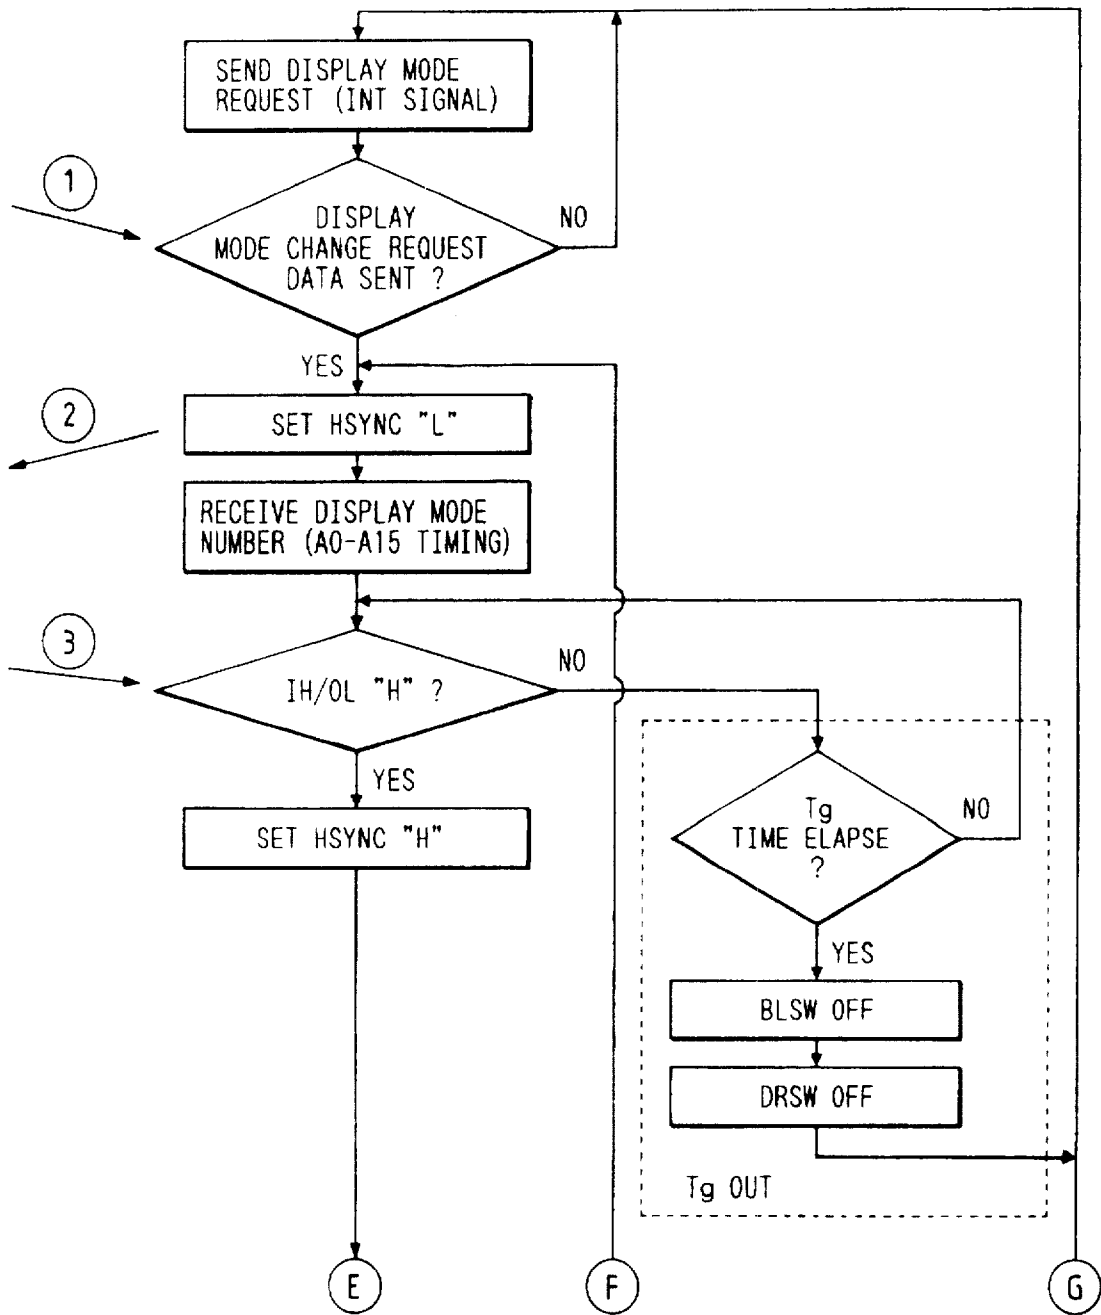 SEND DISPLAY MODE
REQUEST (INT SIGNAL)
1
DISPLAY
MODE CHANGE REQUEST
DATA SENT ?
NO
YES
2
SET HSYNC "L"
RECEIVE DISPLAY MODE
NUMBER (A0-A15 TIMING)
3
IH/OL "H" ?
NO
YES
SET HSYNC "H"
Tg
TIME ELAPSE
?
NO
YES
BLSW OFF
DRSW OFF
Tg OUT
E
F
G